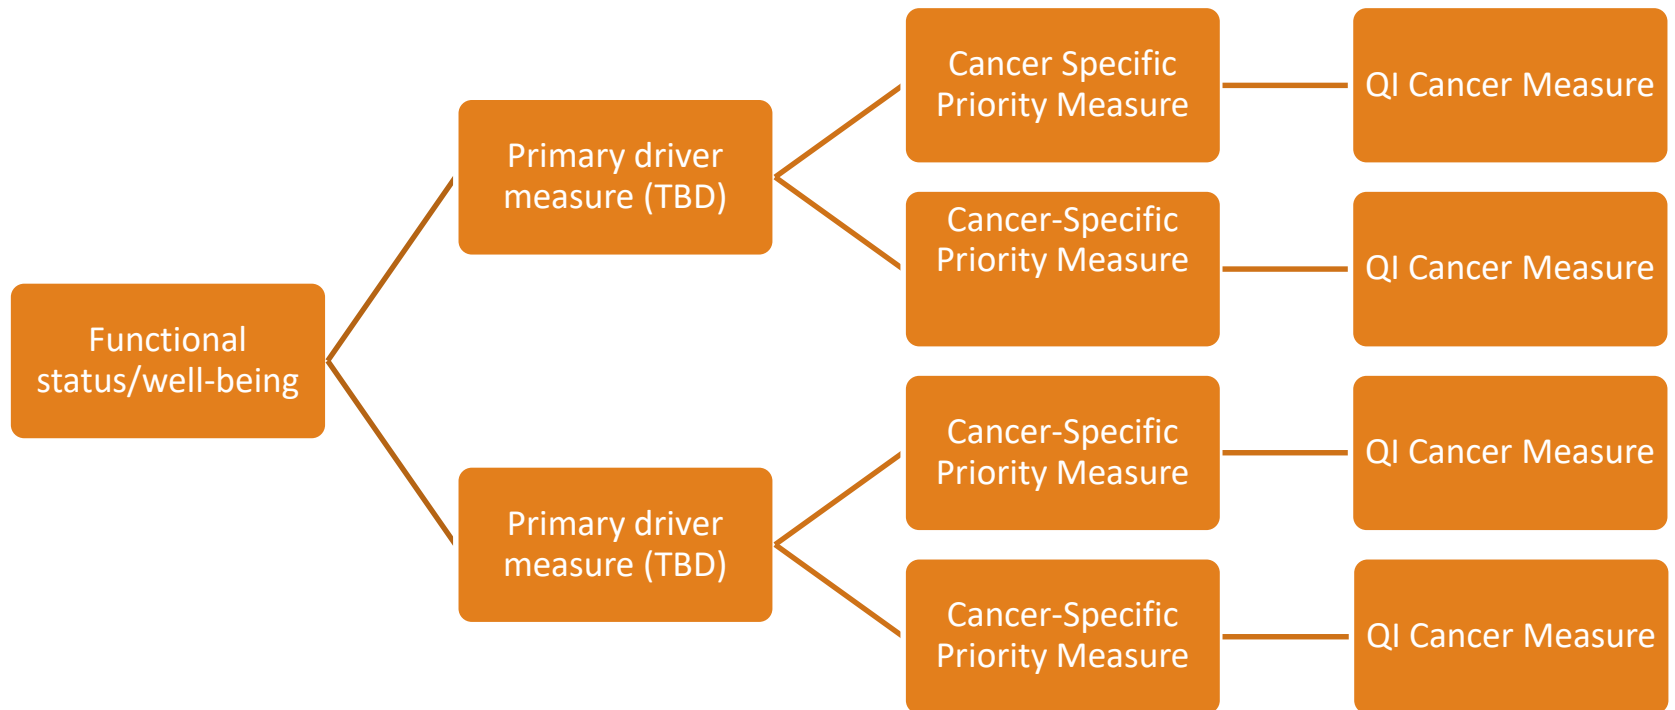 Functional
status/well-being
Primary driver
measure (TBD)
Cancer Specific
Priority Measure
QI Cancer Measure
Cancer-Specific
Priority Measure
QI Cancer Measure
Primary driver
measure (TBD)
Cancer-Specific
Priority Measure
QI Cancer Measure
Cancer-Specific
Priority Measure
QI Cancer Measure